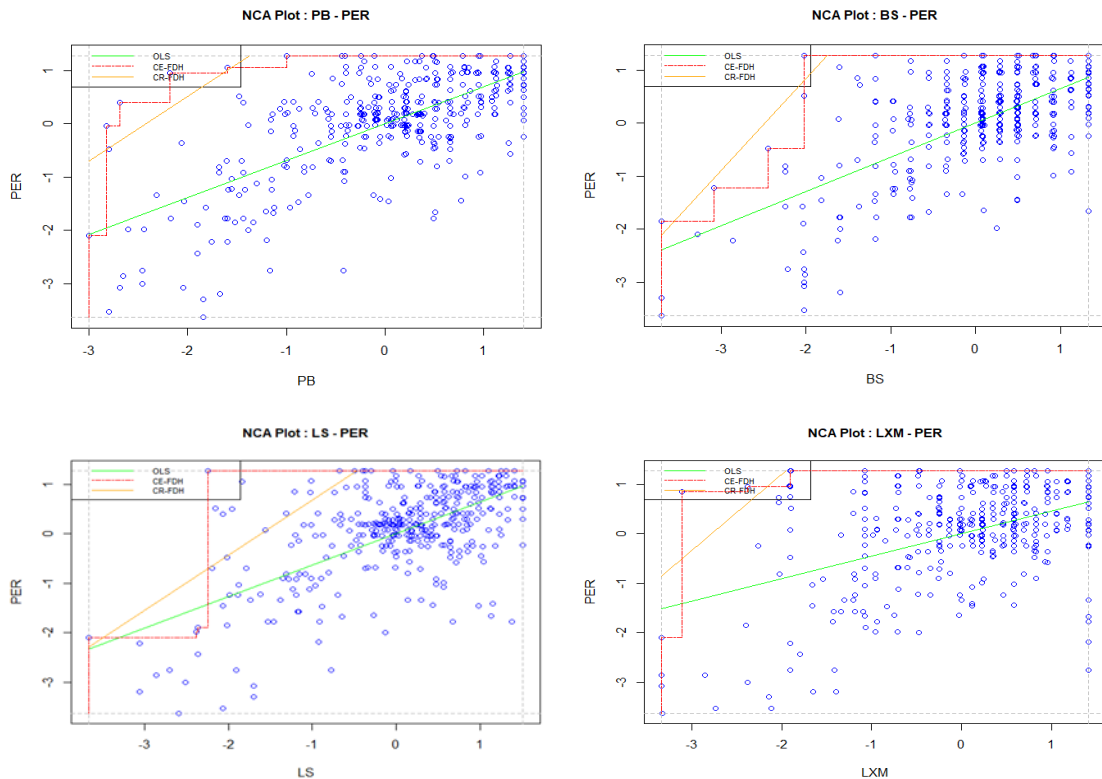 NCA Plot : PB - PER
OLS
CE-FDH
CR-FDH
PER
1
0
-1
-2
-3
-3
-2
-1
0
1
PB
NCA Plot : BS - PER
OLS
CE-FDH
CR-FDH
PER
1
0
-1
-2
-3
-3
-2
-1
0
1
BS
NCA Plot : LS - PER
OLS
CE-FDH
CR-FDH
PER
1
0
-1
-2
-3
-3
-2
-1
0
1
LS
NCA Plot : LXM - PER
OLS
CE-FDH
CR-FDH
PER
1
0
-1
-2
-3
-3
-2
-1
0
1
LXM